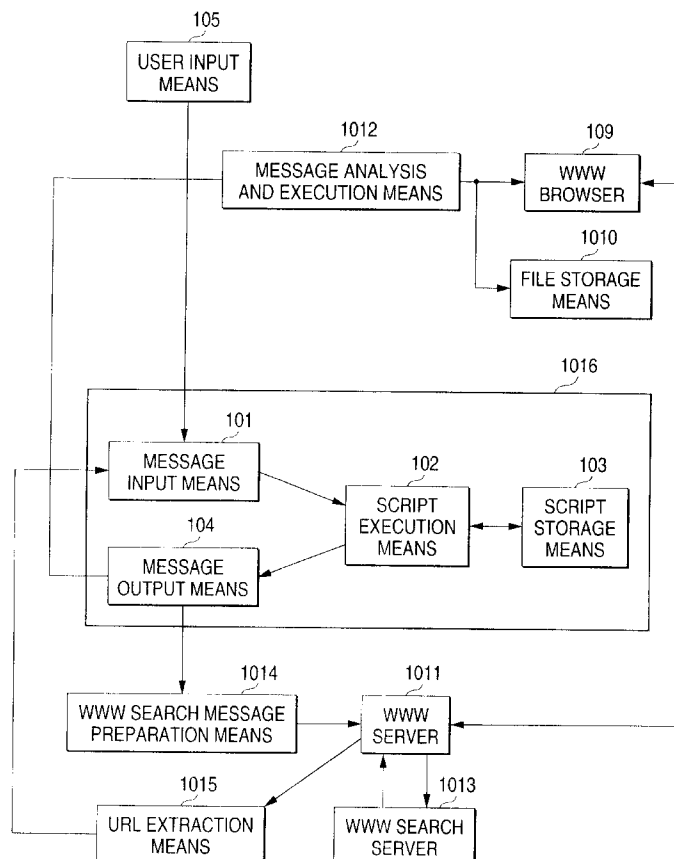 105
USER INPUT
MEANS
1012
MESSAGE ANALYSIS
AND EXECUTION MEANS
109
WWW
BROWSER
1010
FILE STORAGE
MEANS
1016
101
MESSAGE
INPUT MEANS
102
SCRIPT
EXECUTION
MEANS
103
SCRIPT
STORAGE
MEANS
104
MESSAGE
OUTPUT MEANS
1014
WWW SEARCH MESSAGE
PREPARATION MEANS
1011
WWW
SERVER
1015
URL EXTRACTION
MEANS
1013
WWW SEARCH
SERVER